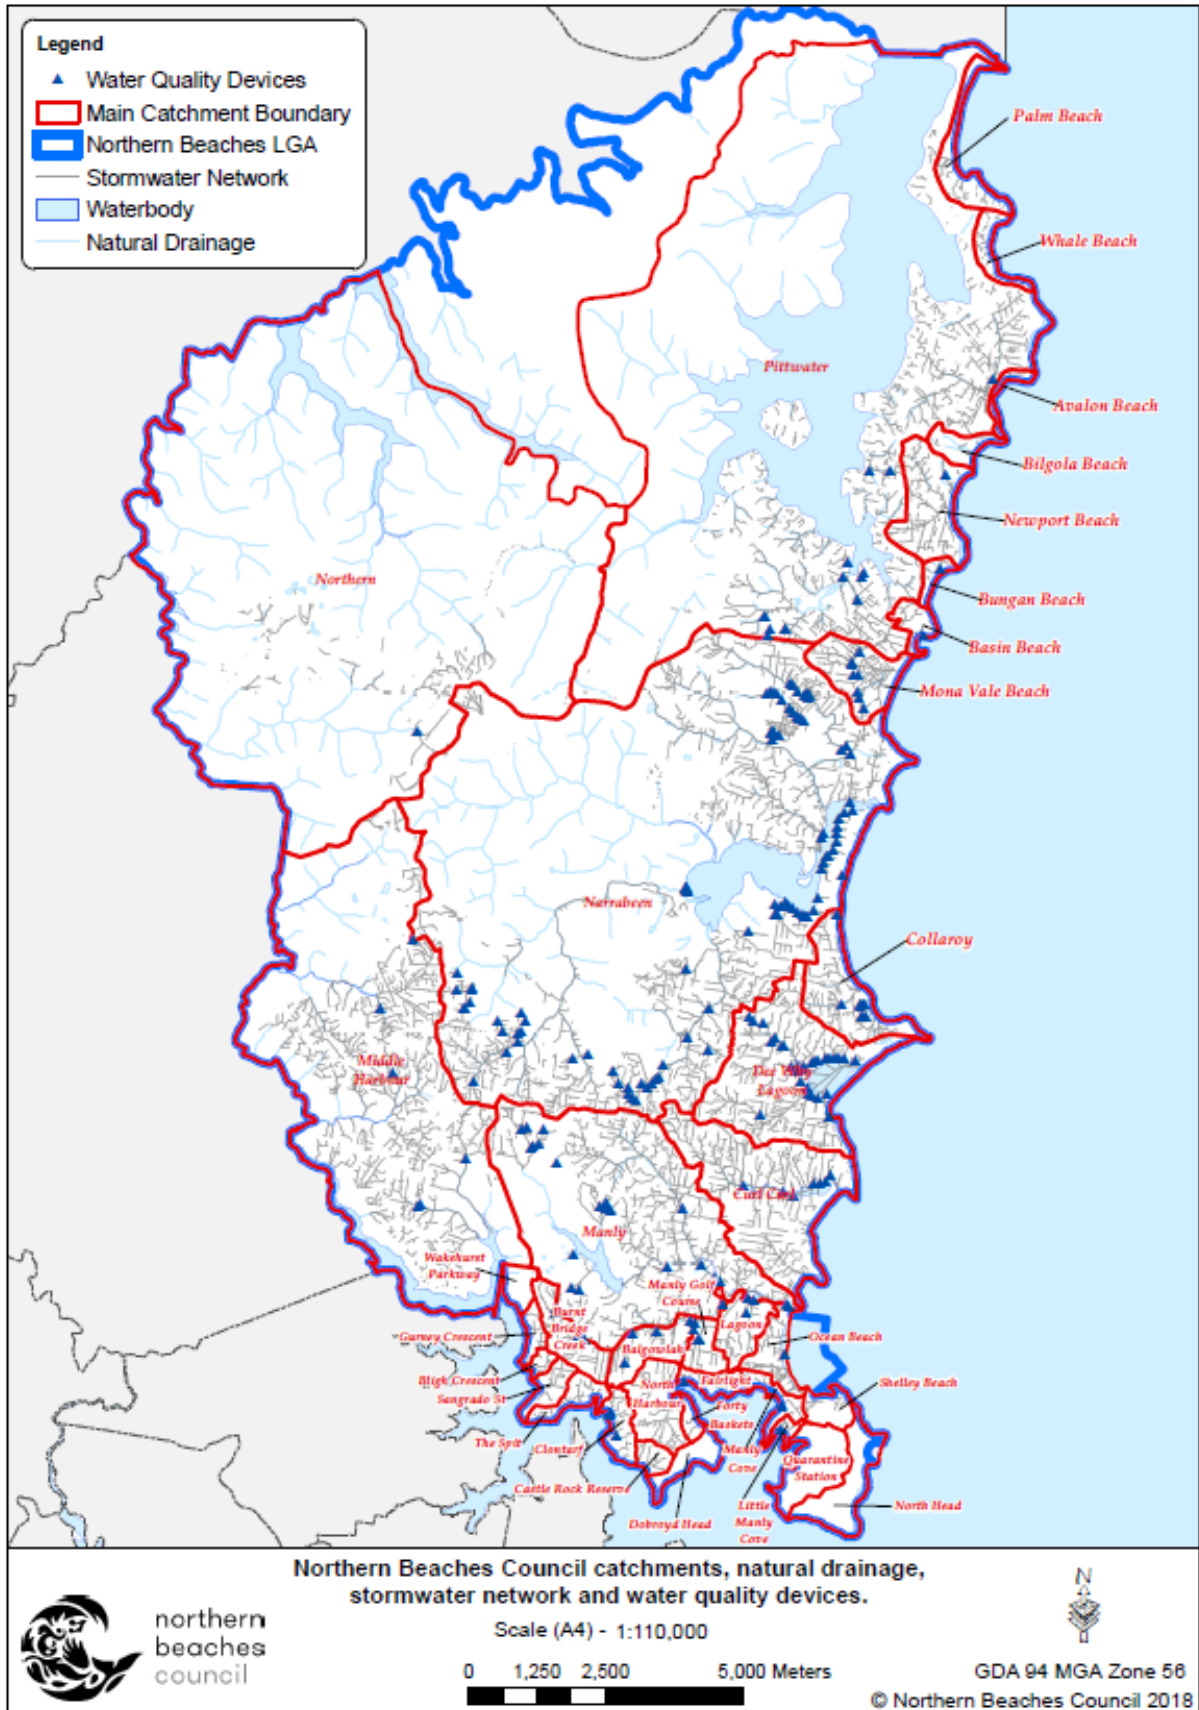 Legend
Water Quality Devices
Main Catchment Boundary
Northern Beaches LGA
Stormwater Network
Waterbody
Natural Drainage
Palm Beach
Whale Beach
Pittwater
Avalon Beach
Bilgola Beach
Newport Beach
Northern
Bungan Beach
Basin Beach
Mona Vale Beach
Narrabeen
Collaroy
Middle
Harbour
Dee Why
Lagoon
Curl Curl
Manly
Wakehurst
Parkway
Manly Golf
Course
Burnt
Bridge
Creek
Lagoon
Gurney Crescent
Balgowlah
Ocean Beach
Bligh Crescent
Sangrado St
North
Harbour
Fairlight
Shelley Beach
Forty
Baskets
The Spit
Clontarf
Manly
Cove
Quarantine
Station
Castle Rock Reserve
Little
Manly
Cove
North Head
Dobroyd Head
Northern Beaches Council catchments, natural drainage,
stormwater network and water quality devices.
Scale (A4) - 1:110,000
0 1,250 2,500 5,000 Meters
northern
beaches
council
N
GDA 94 MGA Zone 56
© Northern Beaches Council 2018